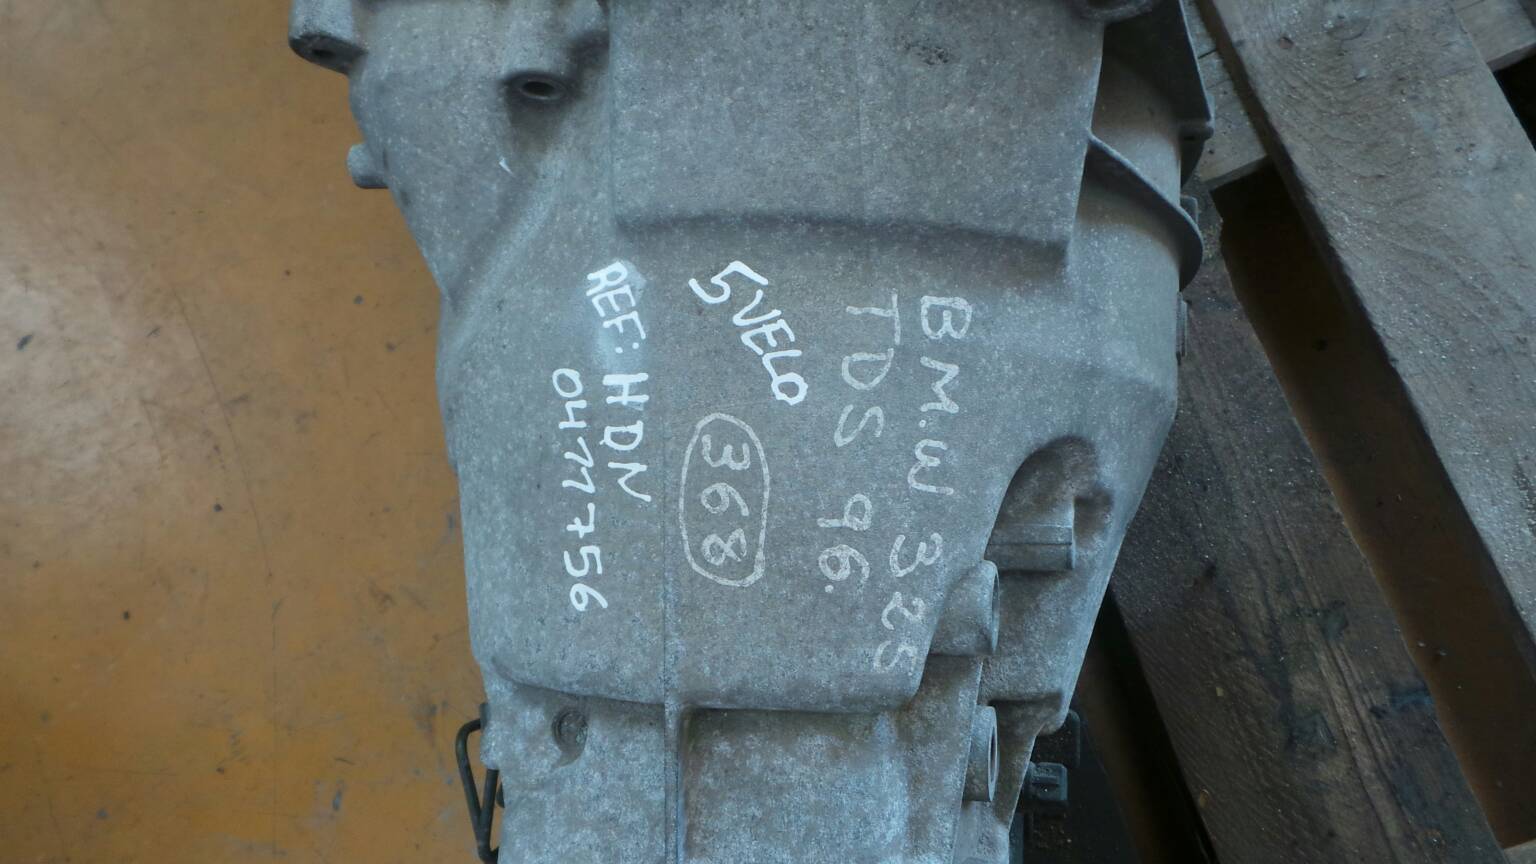 B.M.W 325
TDS 96.
5VELO
368
REF: HDN
0477756